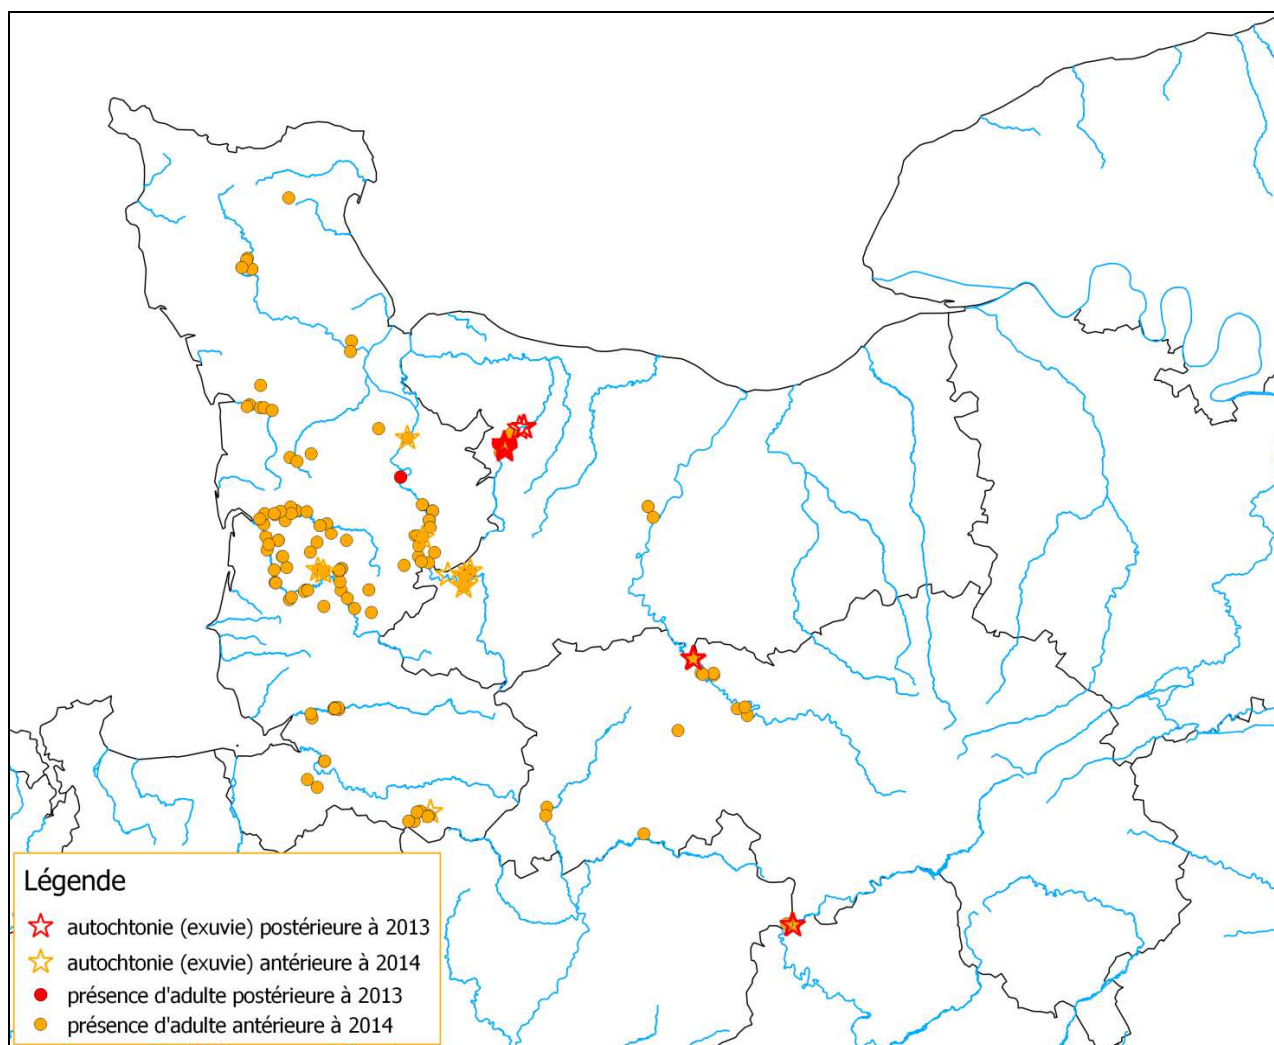 Légende
autochtonie (exuvie) postérieure à 2013
autochtonie (exuvie) antérieure à 2014
présence d'adulte postérieure à 2013
présence d'adulte antérieure à 2014